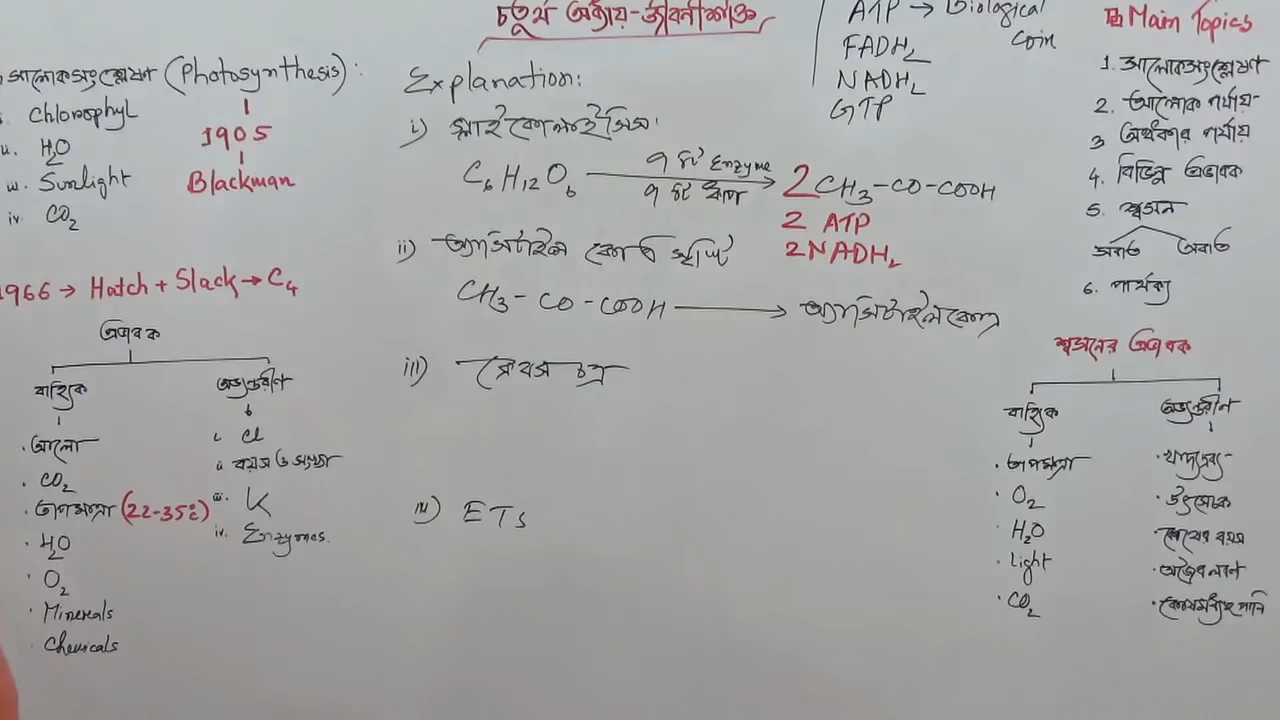 চতুর্থ অধ্যায়-জীবনীশক্তি
আলোকসংশ্লেষণ (Photosynthesis):
i. Chlorophyl
ii. H2O
iii. Sunlight
iv. CO2
1905
Blackman
1966 → Hatch + Slack → C4
প্রভাবক
বাহ্যিক
· আলো
· CO2
· তাপমাত্রা (22-35°c)
· H2O
· O2
· Minerals
· Chemicals
অভ্যন্তরীণ
i. Cl
ii. বয়স ও সংখ্যা
iii. K
iv. Enzymes.
Explanation:
i) গ্লাইকোলাইসিস:
C6H12O6 ৭ টি Enzyme ৭ টি ধাপ → 2CH3-CO-COOH
2 ATP
2NADH2
ii) অ্যাসিটাইল কো এ সৃষ্টি
CH3-CO-COOH → অ্যাসিটাইল কো এ
iii) ক্রেবস চক্র
iv) ETS
ATP → Biological Coin
FADH2
NADH2
GTP
Main Topics
1. আলোকসংশ্লেষণ
2. আলোক পর্যায়-
3 অন্ধকার পর্যায়
4. বিভিন্ন প্রভাবক
5. শ্বসন
সবাত অবাত
6. পার্থক্য
শ্বসনের প্রভাবক
বাহ্যিক
· তাপমাত্রা
· O2
· H2O
· Light
· CO2
অভ্যন্তরীণ
· খাদ্যদ্রব্য-
· উৎসেচক
· কোষের বয়স
· অজৈব লবণ
· কোষমধ্যস্থ পানি